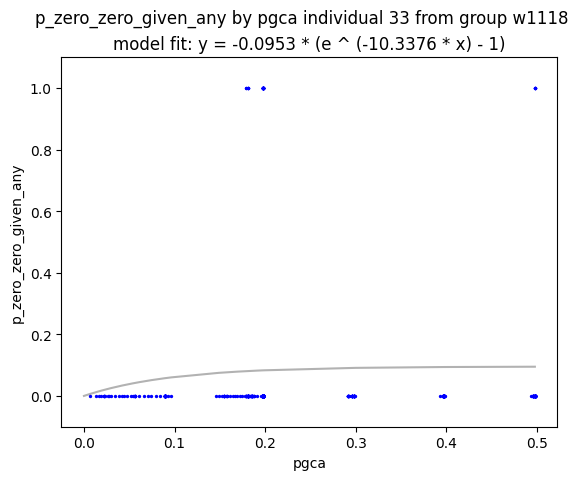 p_zero_zero_given_any by pgca individual 33 from group w1118
model fit: y = -0.0953 * (e ^ (-10.3376 * x) - 1)
1.0
0.8
0.6
0.4
0.2
0.0
p_zero_zero_given_any
0.0 0.1 0.2 0.3 0.4 0.5
pgca